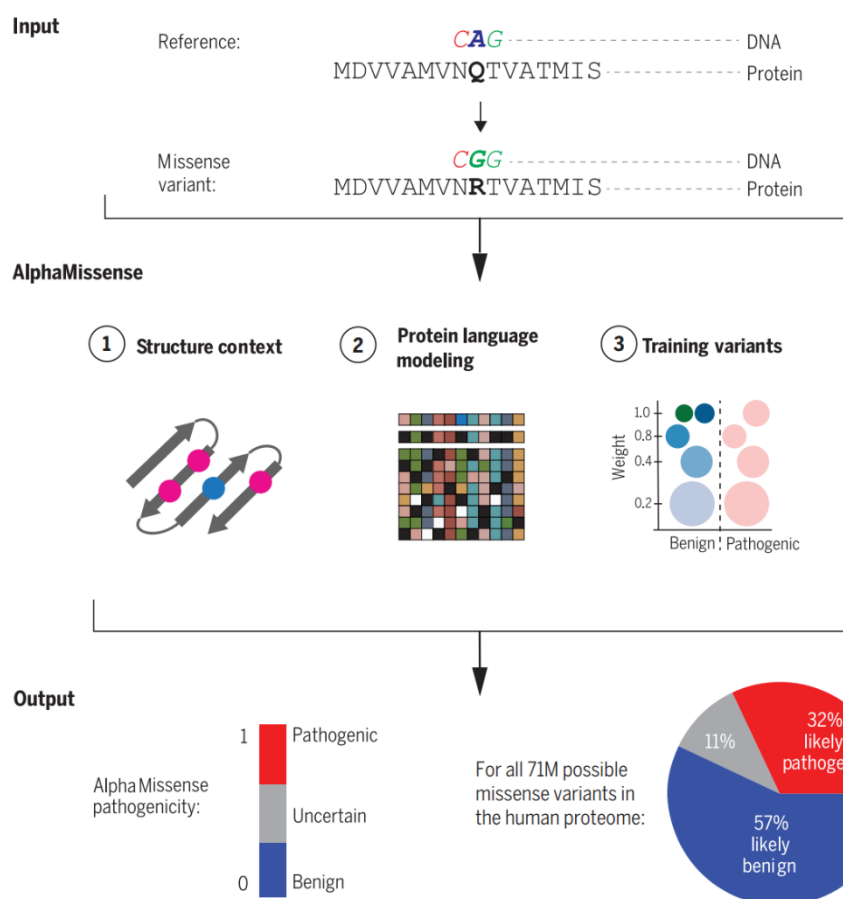 Input
Reference:
CAG
DNA
MDVVAMVNQTVATMIS
Protein
Missense
variant:
CGG
DNA
MDVVAMVNRTVATMIS
Protein
AlphaMissense
1 Structure context
2 Protein language
modeling
3 Training variants
Weight
1.0
0.8
0.4
0.2
Benign
Pathogenic
Output
AlphaMissense
pathogenicity:
1
Pathogenic
Uncertain
0
Benign
For all 71M possible
missense variants in
the human proteome:
11%
32%
likely
pathoge
57%
likely
benign